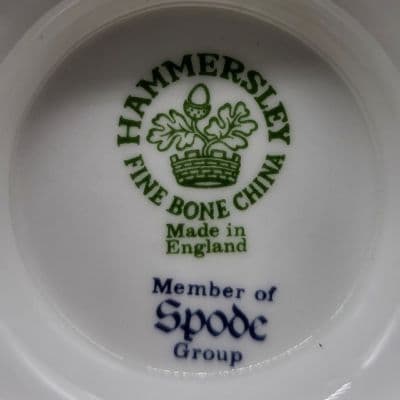 HAMMERSLEY
FINE BONE CHINA
Made in
England
Member of
Spode
Group